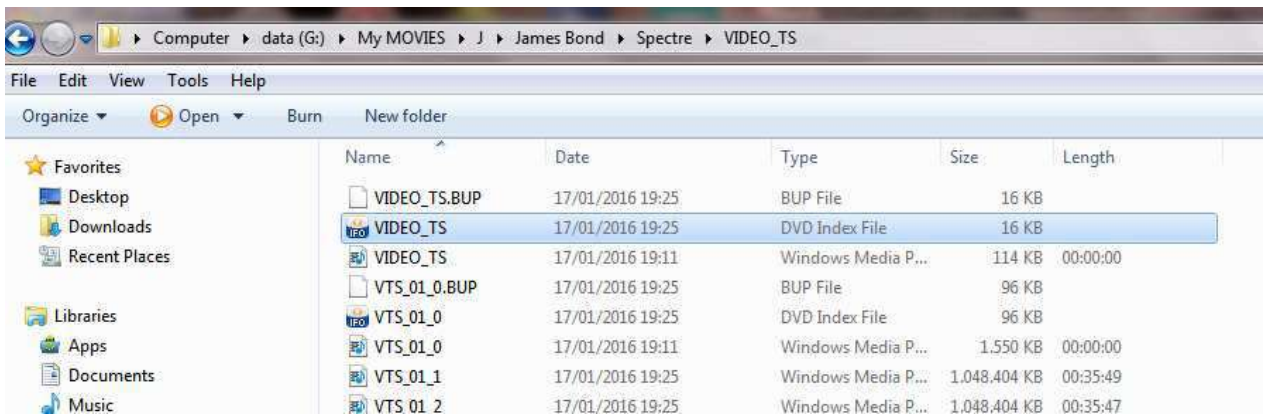 Computer ▸ data (G:) ▸ My MOVIES ▸ J ▸ James Bond ▸ Spectre ▸ VIDEO_TS
File Edit View Tools Help
Organize Open Burn New folder
Favorites
Desktop
Downloads
Recent Places
Libraries
Apps
Documents
Music
Name Date Type Size Length
VIDEO_TS.BUP 17/01/2016 19:25 BUP File 16 KB
IFO VIDEO_TS 17/01/2016 19:25 DVD Index File 16 KB
VIDEO_TS 17/01/2016 19:11 Windows Media P... 114 KB 00:00:00
VTS_01_0.BUP 17/01/2016 19:25 BUP File 96 KB
IFO VTS_01_0 17/01/2016 19:25 DVD Index File 96 KB
VTS_01_0 17/01/2016 19:11 Windows Media P... 1.550 KB 00:00:00
VTS_01_1 17/01/2016 19:25 Windows Media P... 1.048.404 KB 00:35:49
VTS_01_2 17/01/2016 19:25 Windows Media P... 1.048.404 KB 00:35:47